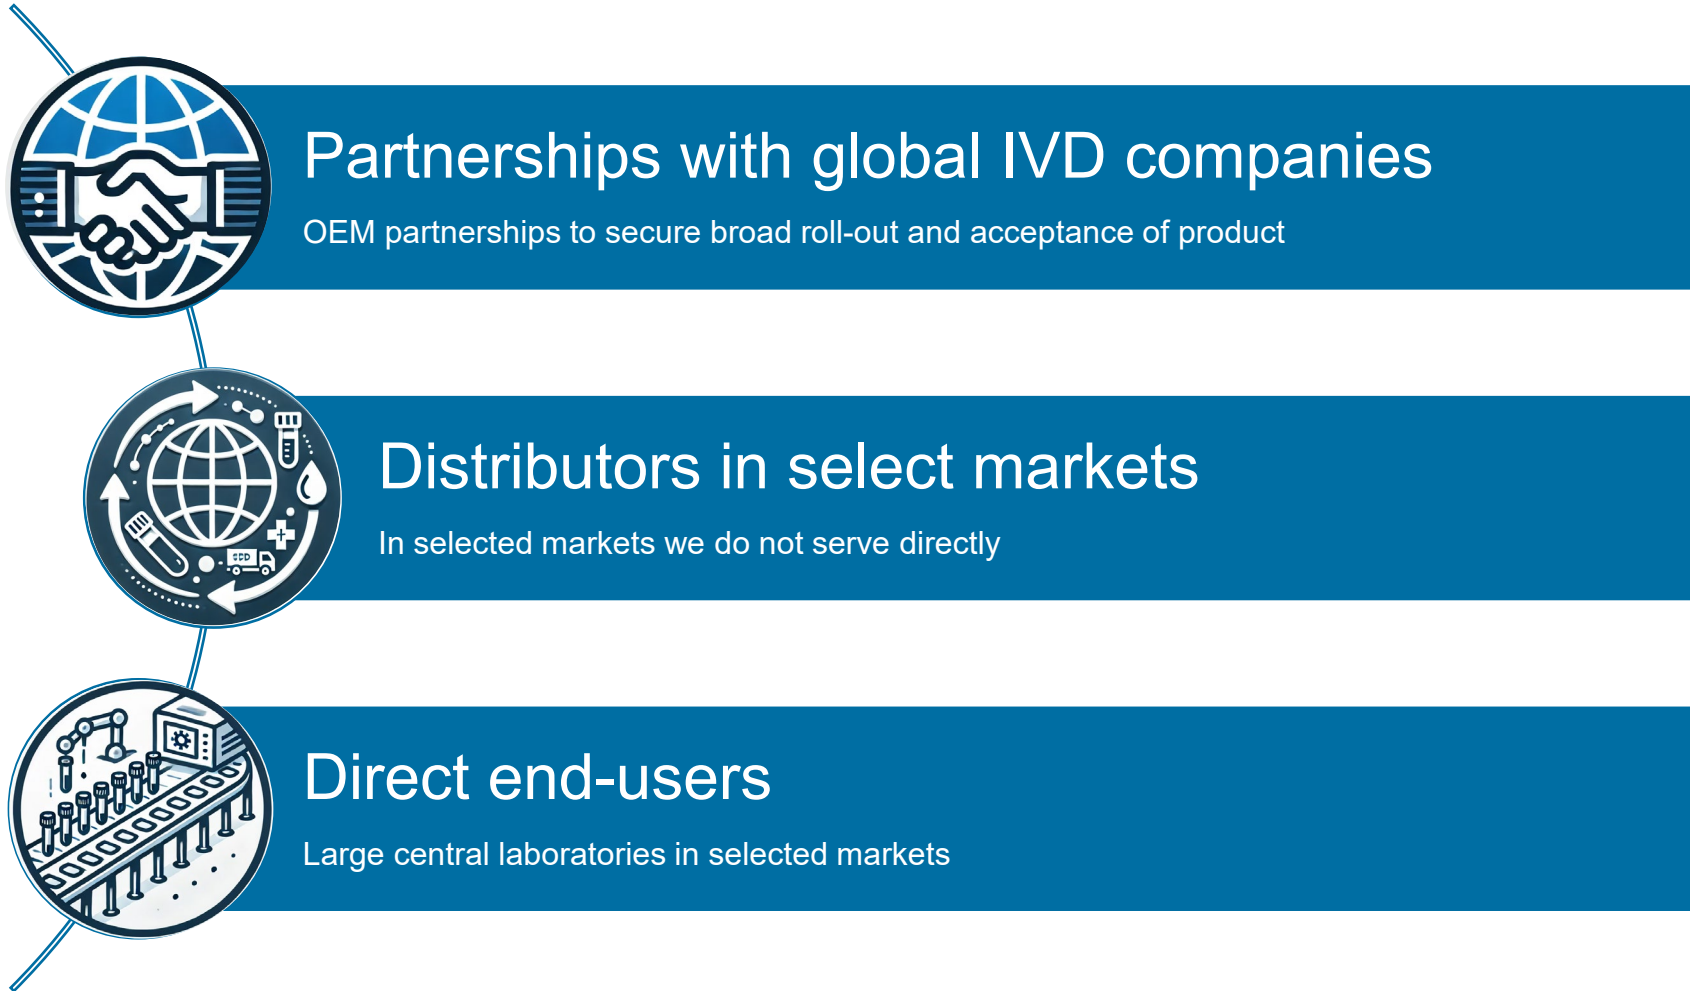 Partnerships with global IVD companies
OEM partnerships to secure broad roll-out and acceptance of product
Distributors in select markets
In selected markets we do not serve directly
Direct end-users
Large central laboratories in selected markets